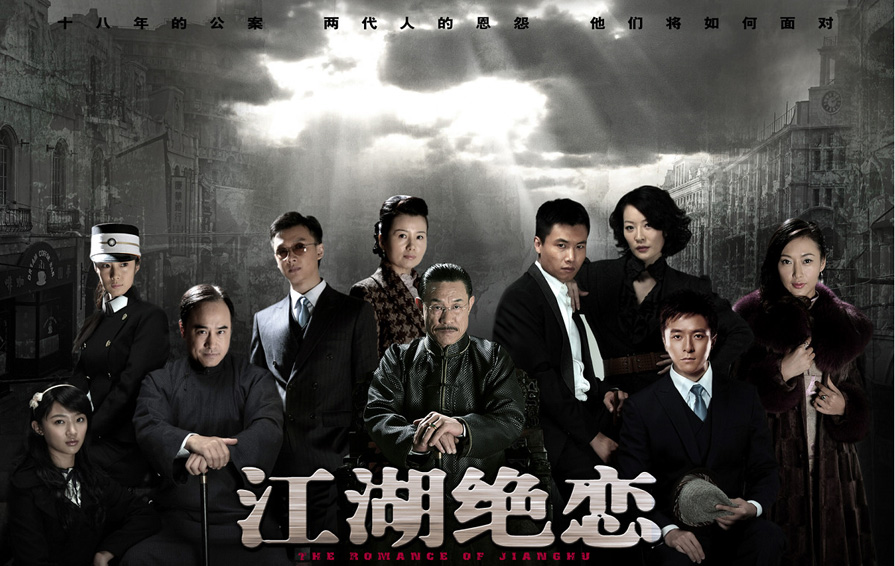 十八年的公案 两代人的恩怨 他们将如何面对
江湖绝恋
THE ROMANCE OF JIANGHU